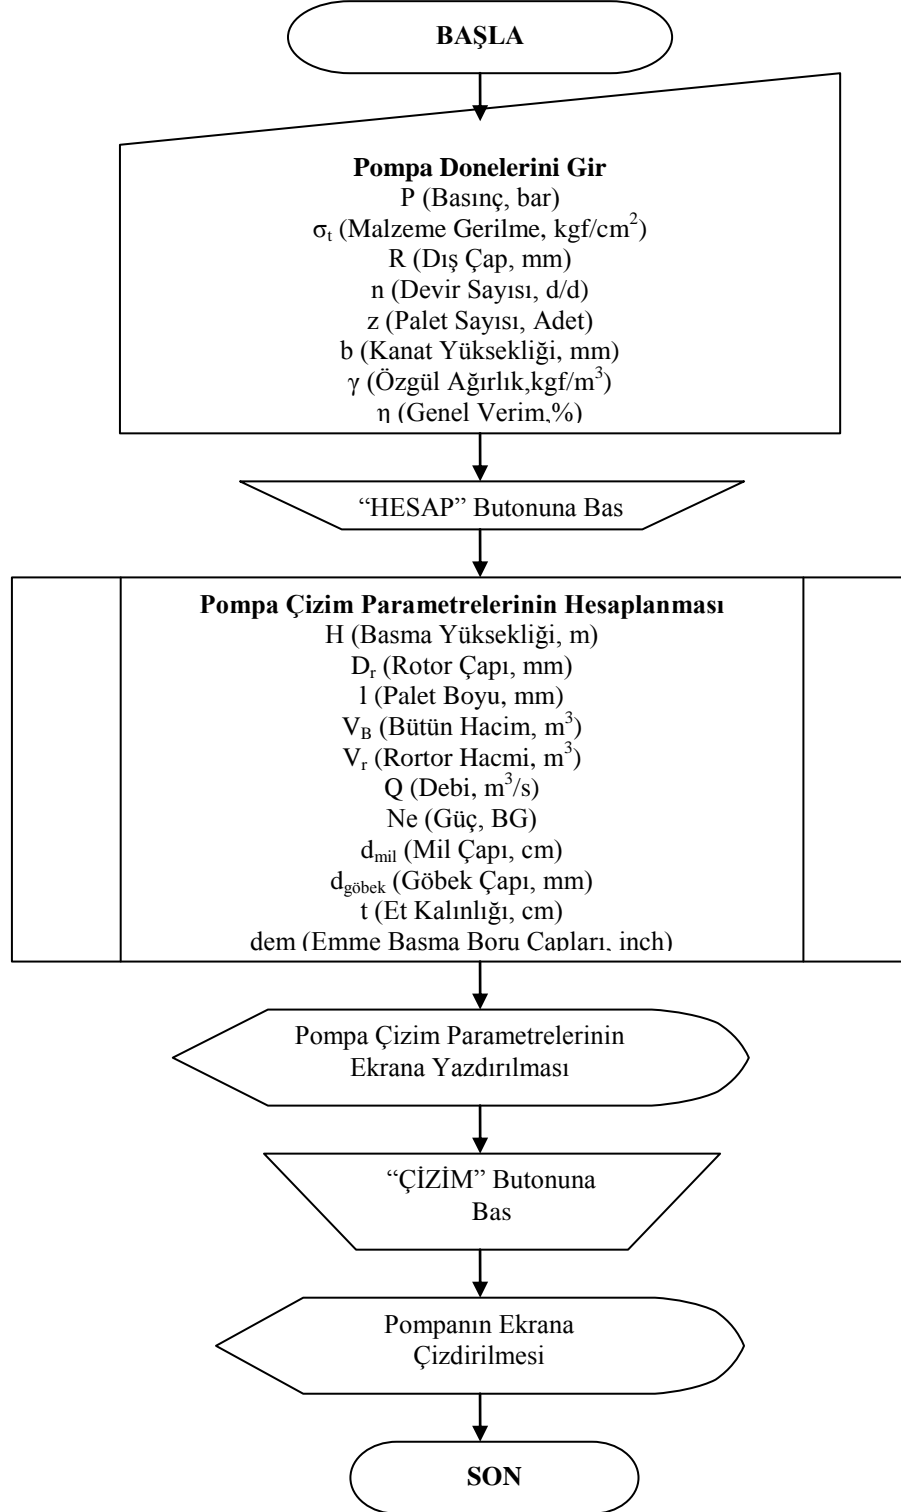 BAŞLA
Pompa Donelerini Gir
P (Basınç, bar)
σt (Malzeme Gerilme, kgf/cm²)
R (Dış Çap, mm)
n (Devir Sayısı, d/d)
z (Palet Sayısı, Adet)
b (Kanat Yüksekliği, mm)
γ (Özgül Ağırlık,kgf/m³)
η (Genel Verim,%)
“HESAP” Butonuna Bas
Pompa Çizim Parametrelerinin Hesaplanması
H (Basma Yüksekliği, m)
Dr (Rotor Çapı, mm)
l (Palet Boyu, mm)
VB (Bütün Hacim, m³)
Vr (Rortor Hacmi, m³)
Q (Debi, m³/s)
Ne (Güç, BG)
dmil (Mil Çapı, cm)
dgöbek (Göbek Çapı, mm)
t (Et Kalınlığı, cm)
dem (Emme Basma Boru Çapları, inch)
Pompa Çizim Parametrelerinin
Ekrana Yazdırılması
“ÇİZİM” Butonuna
Bas
Pompanın Ekrana
Çizdirilmesi
SON